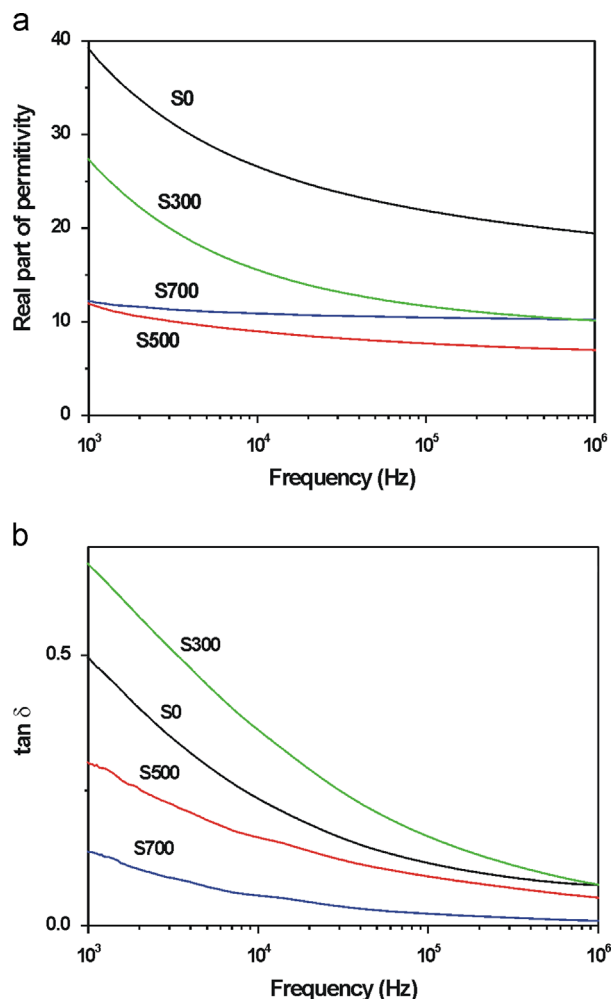 a
40
30
20
10
0
Real part of permitivity
S0
S300
S700
S500
10³ 10⁴ 10⁵ 10⁶
Frequency (Hz)
b
0.5
0.0
tan δ
S300
S0
S500
S700
10³ 10⁴ 10⁵ 10⁶
Frequency (Hz)